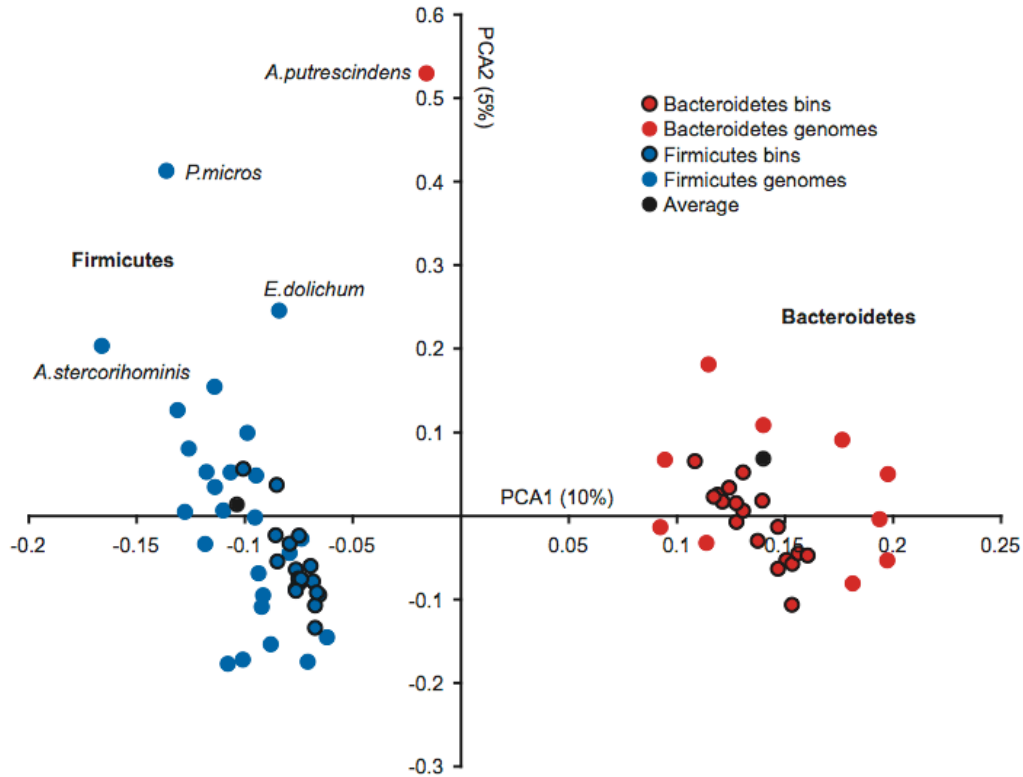 0.6
PCA2 (5%)
A.putrescindens
0.5
Bacteroidetes bins
Bacteroidetes genomes
Firmicutes bins
Firmicutes genomes
Average
P.micros
0.4
Firmicutes
0.3
E.dolichum
Bacteroidetes
0.2
A.stercorihominis
0.1
PCA1 (10%)
-0.2 -0.15 -0.1 -0.05 0.05 0.1 0.15 0.2 0.25
-0.1
-0.2
-0.3